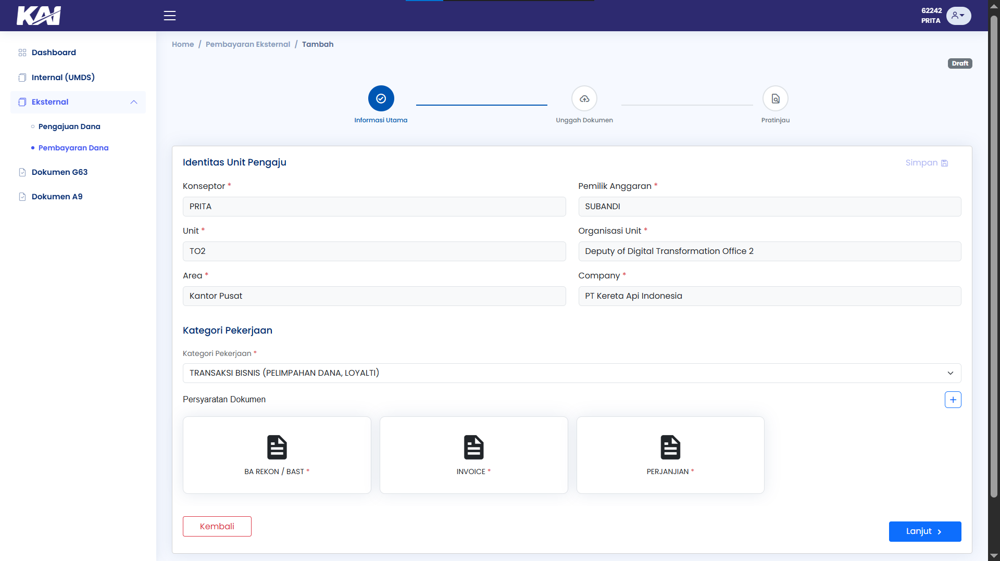 KAI
62242
PRITA
Dashboard
Internal (UMDS)
Eksternal
Pengajuan Dana
Pembayaran Dana
Dokumen G63
Dokumen A9
Home / Pembayaran Eksternal / Tambah
Draft
Informasi Utama
Unggah Dokumen
Pratinjau
Identitas Unit Pengaju
Simpan
Konseptor *
Pemilik Anggaran *
PRITA
SUBANDI
Unit *
Organisasi Unit *
TO2
Deputy of Digital Transformation Office 2
Area *
Company *
Kantor Pusat
PT Kereta Api Indonesia
Kategori Pekerjaan
Kategori Pekerjaan *
TRANSAKSI BISNIS (PELIMPAHAN DANA, LOYALTI)
Persyaratan Dokumen
+
BA REKON / BAST *
INVOICE *
PERJANJIAN *
Kembali
Lanjut >